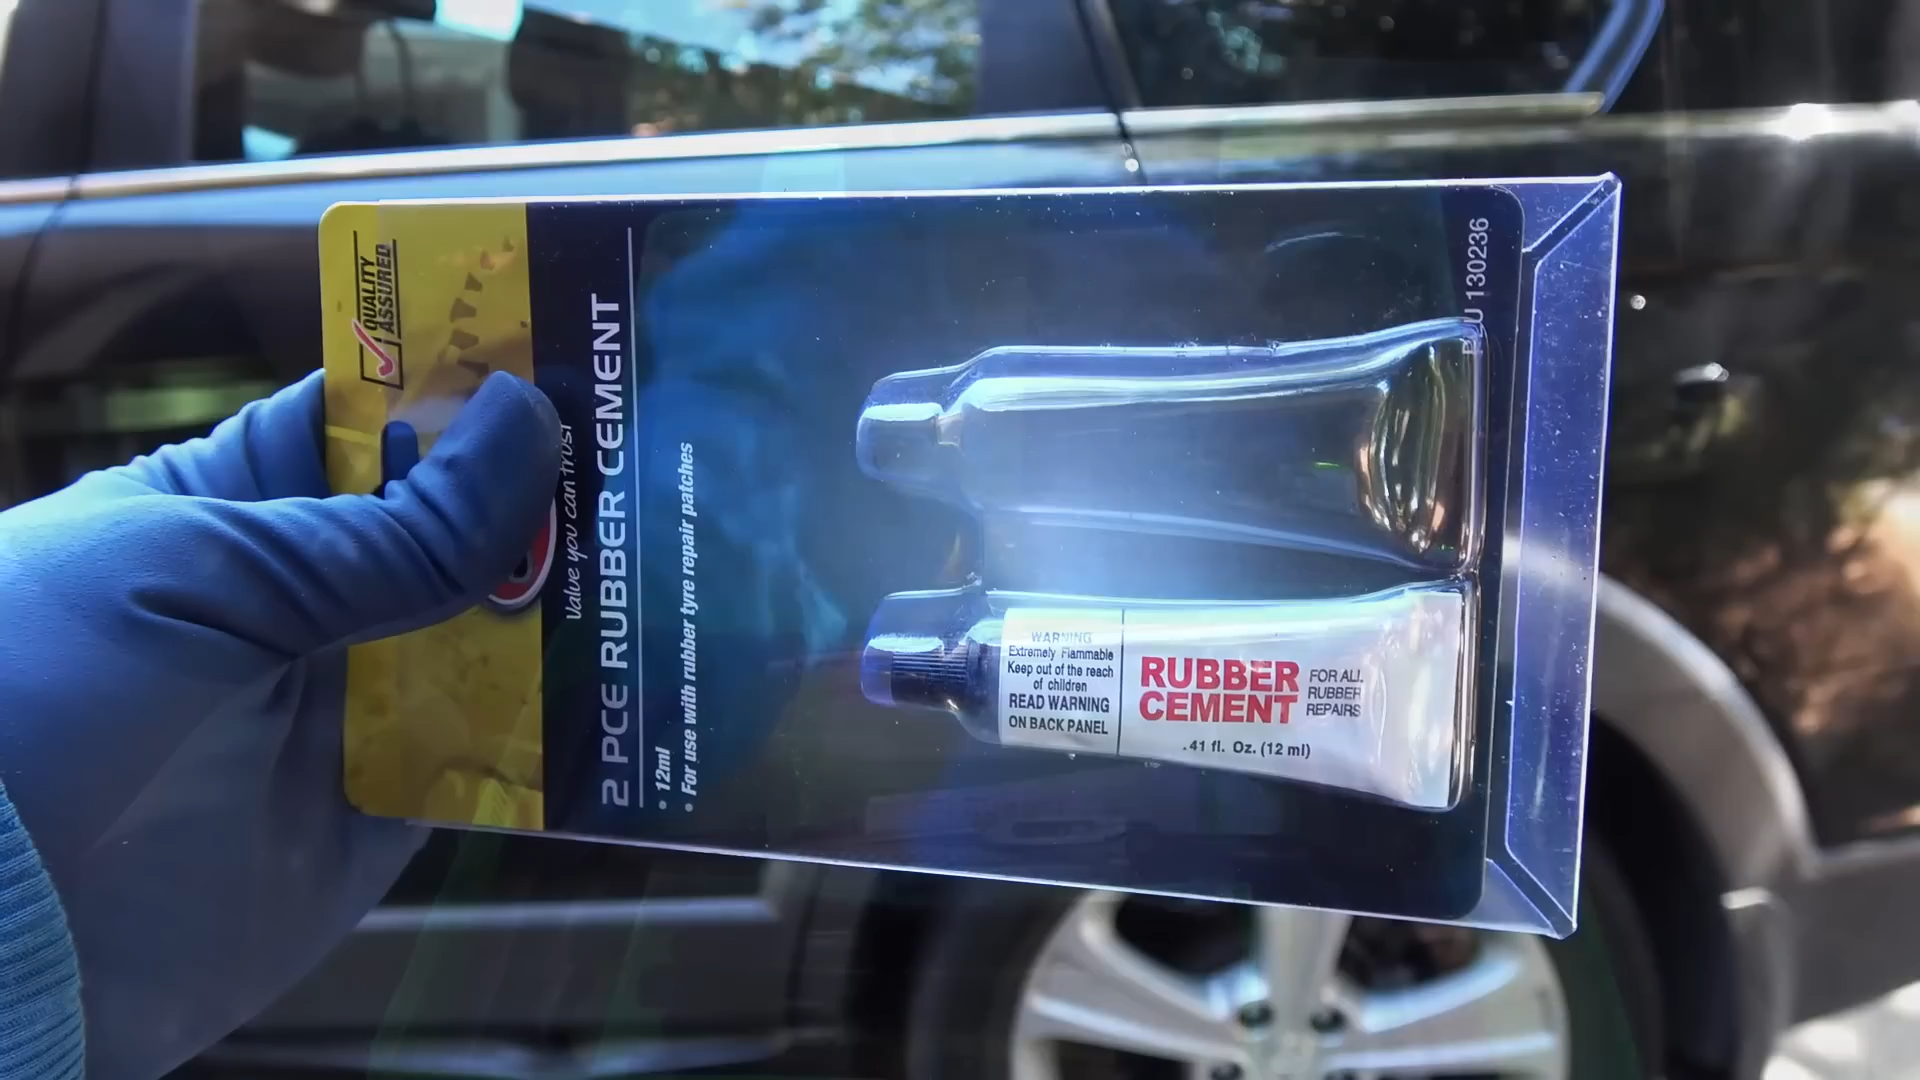 QUALITY
ASSURED
Value you can trust
2 PCE RUBBER CEMENT
• 12ml
• For use with rubber tyre repair patches
PLU 130236
WARNING
Extremely Flammable
Keep out of the reach
of children
READ WARNING
ON BACK PANEL
RUBBER
CEMENT
FOR ALL
RUBBER
REPAIRS
.41 fl. Oz. (12 ml)